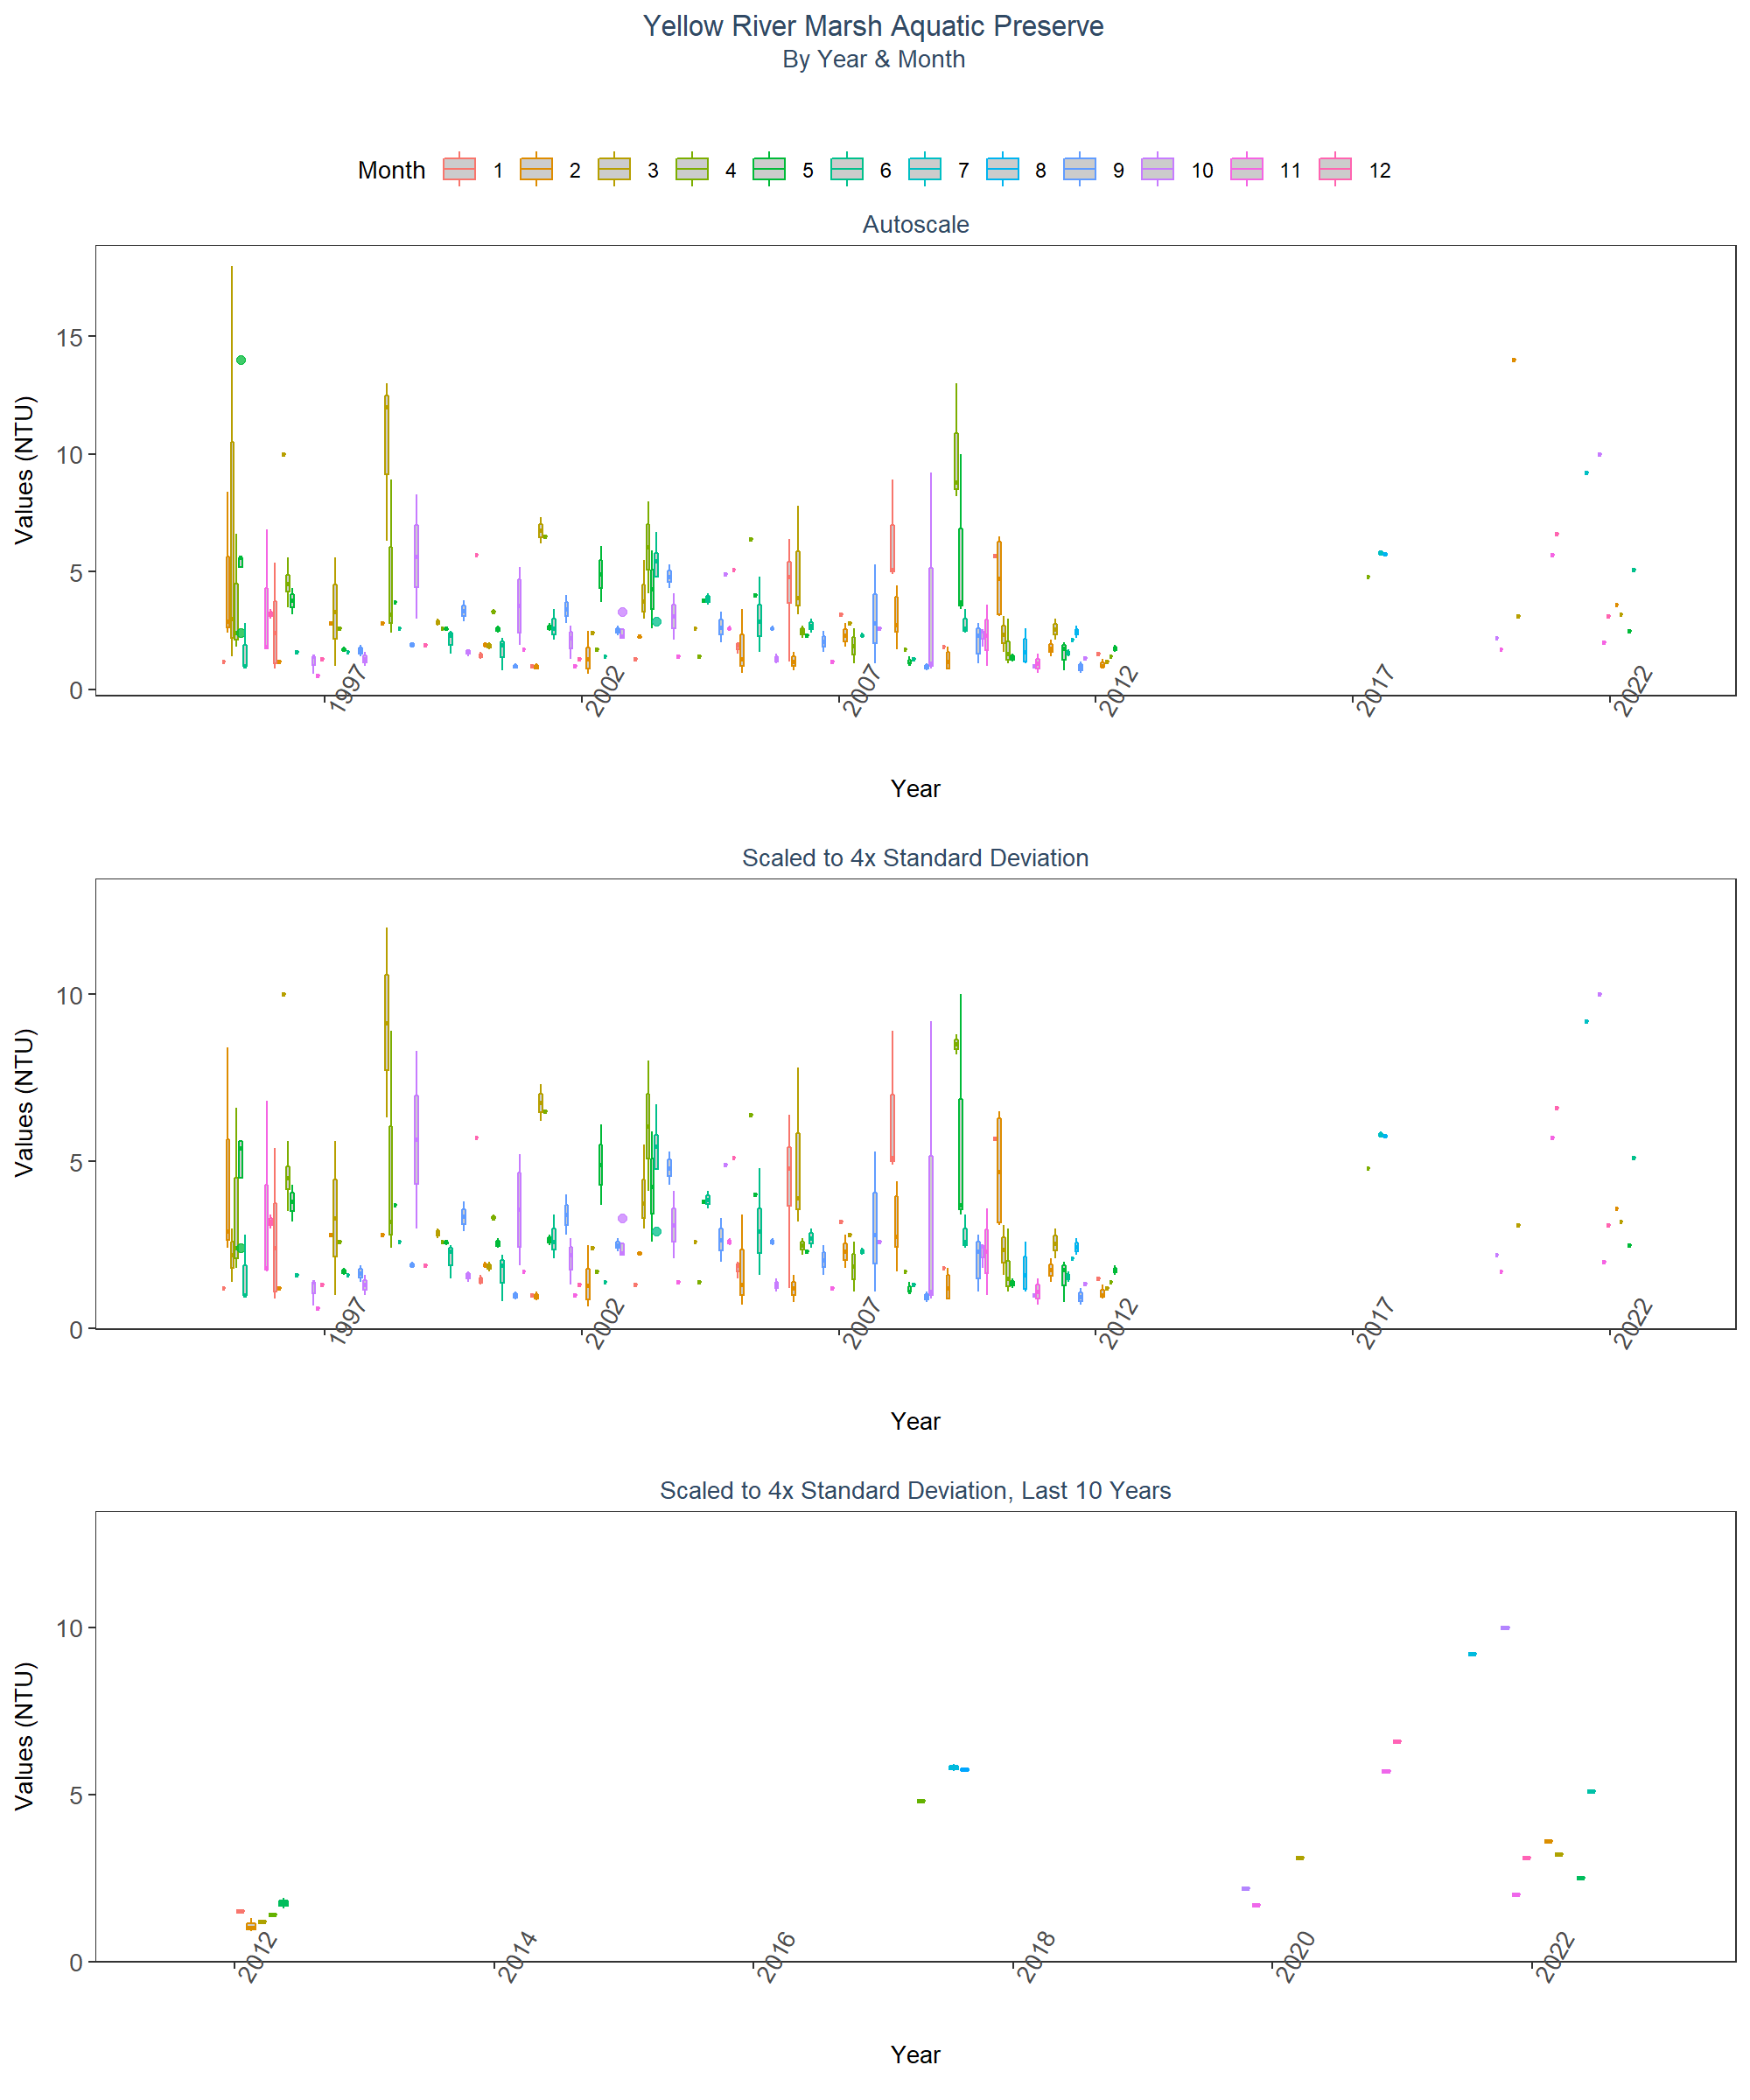 Yellow River Marsh Aquatic Preserve
By Year & Month
Month 1 2 3 4 5 6 7 8 9 10 11 12
Autoscale
Values (NTU)
15
10
5
0
1997 2002 2007 2012 2017 2022
Year
Scaled to 4x Standard Deviation
Values (NTU)
10
5
0
1997 2002 2007 2012 2017 2022
Year
Scaled to 4x Standard Deviation, Last 10 Years
Values (NTU)
10
5
0
2012 2014 2016 2018 2020 2022
Year